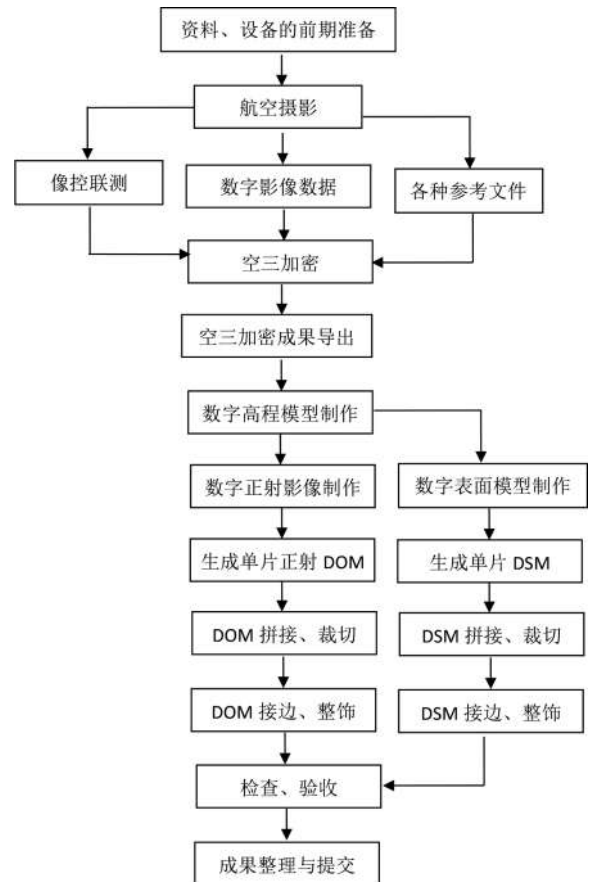 资料、设备的前期准备
航空摄影
像控联测
数字影像数据
各种参考文件
空三加密
空三加密成果导出
数字高程模型制作
数字正射影像制作
数字表面模型制作
生成单片正射 DOM
生成单片 DSM
DOM 拼接、裁切
DSM 拼接、裁切
DOM 接边、整饰
DSM 接边、整饰
检查、验收
成果整理与提交